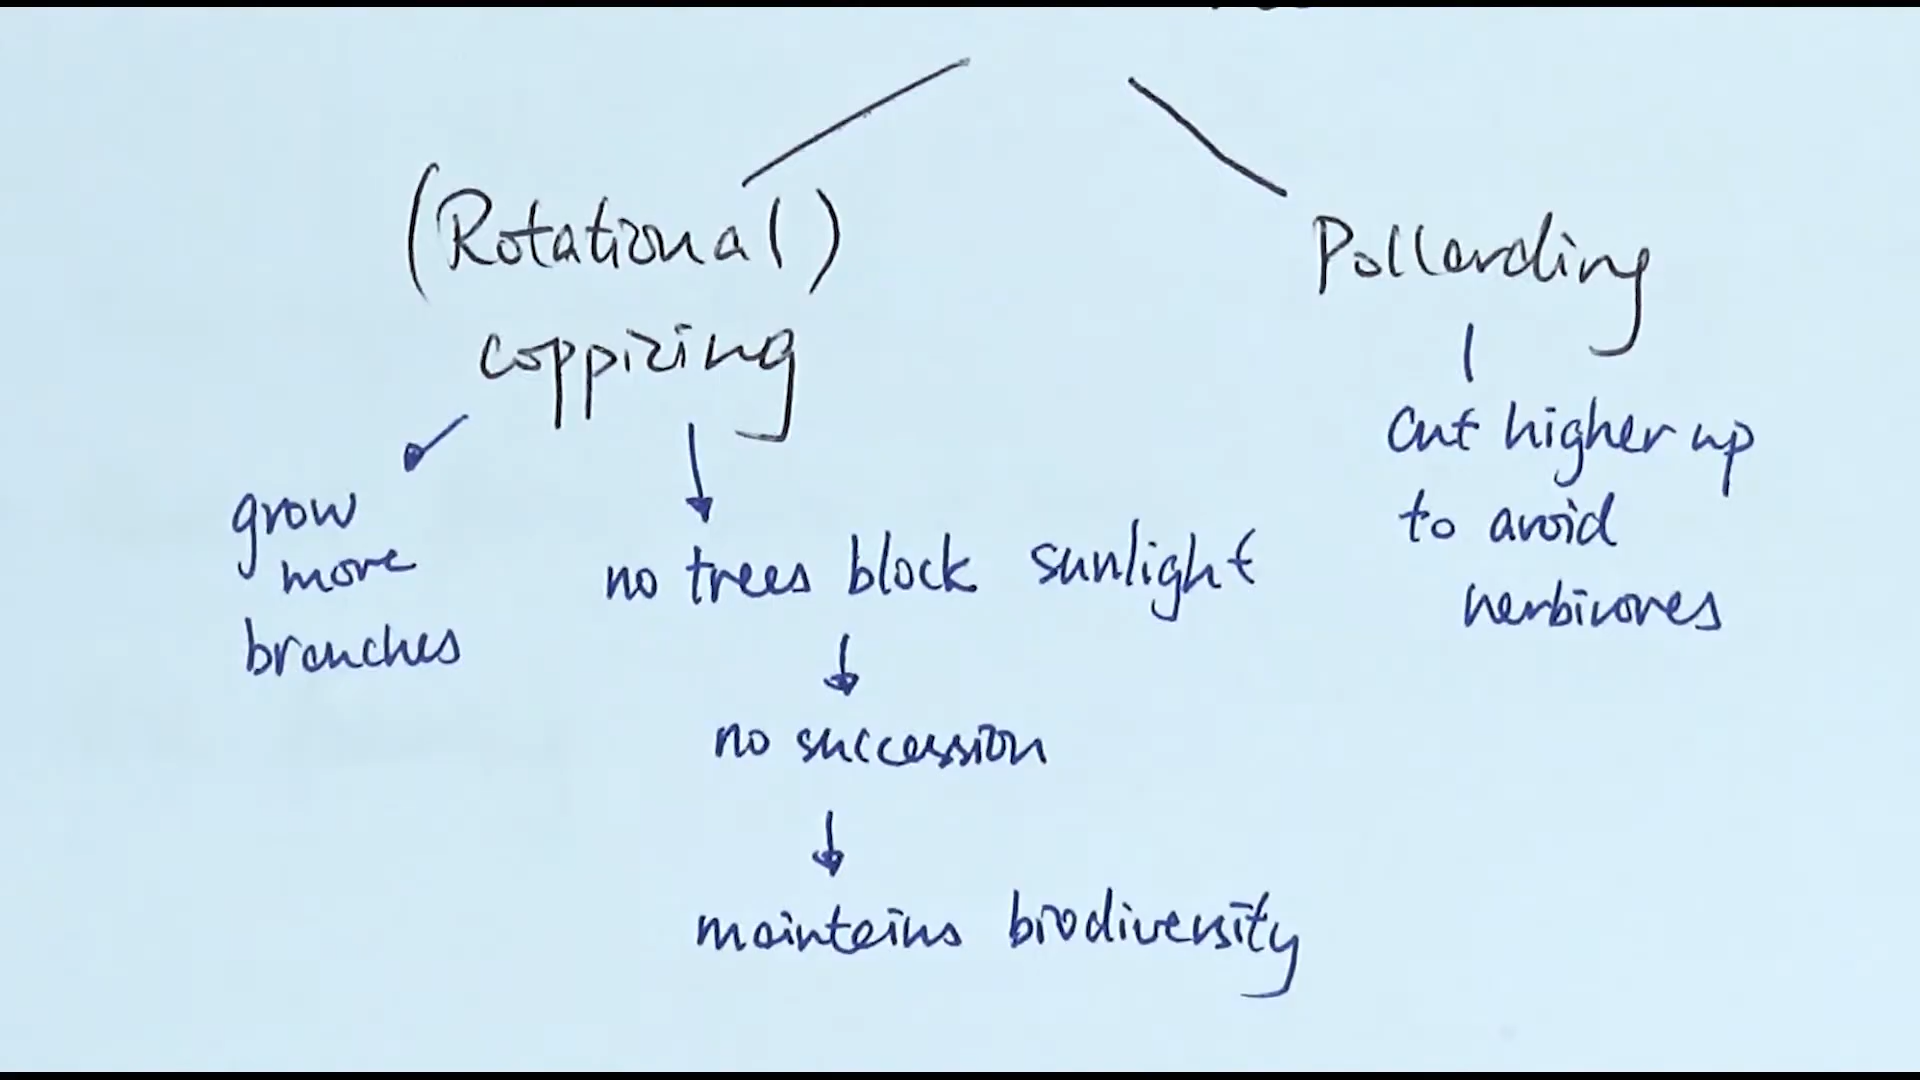 (Rotational)
coppizing
Pollarding
grow
more
branches
no trees block sunlight
no succession
maintains biodiversity
cut higher up
to avoid
herbivores